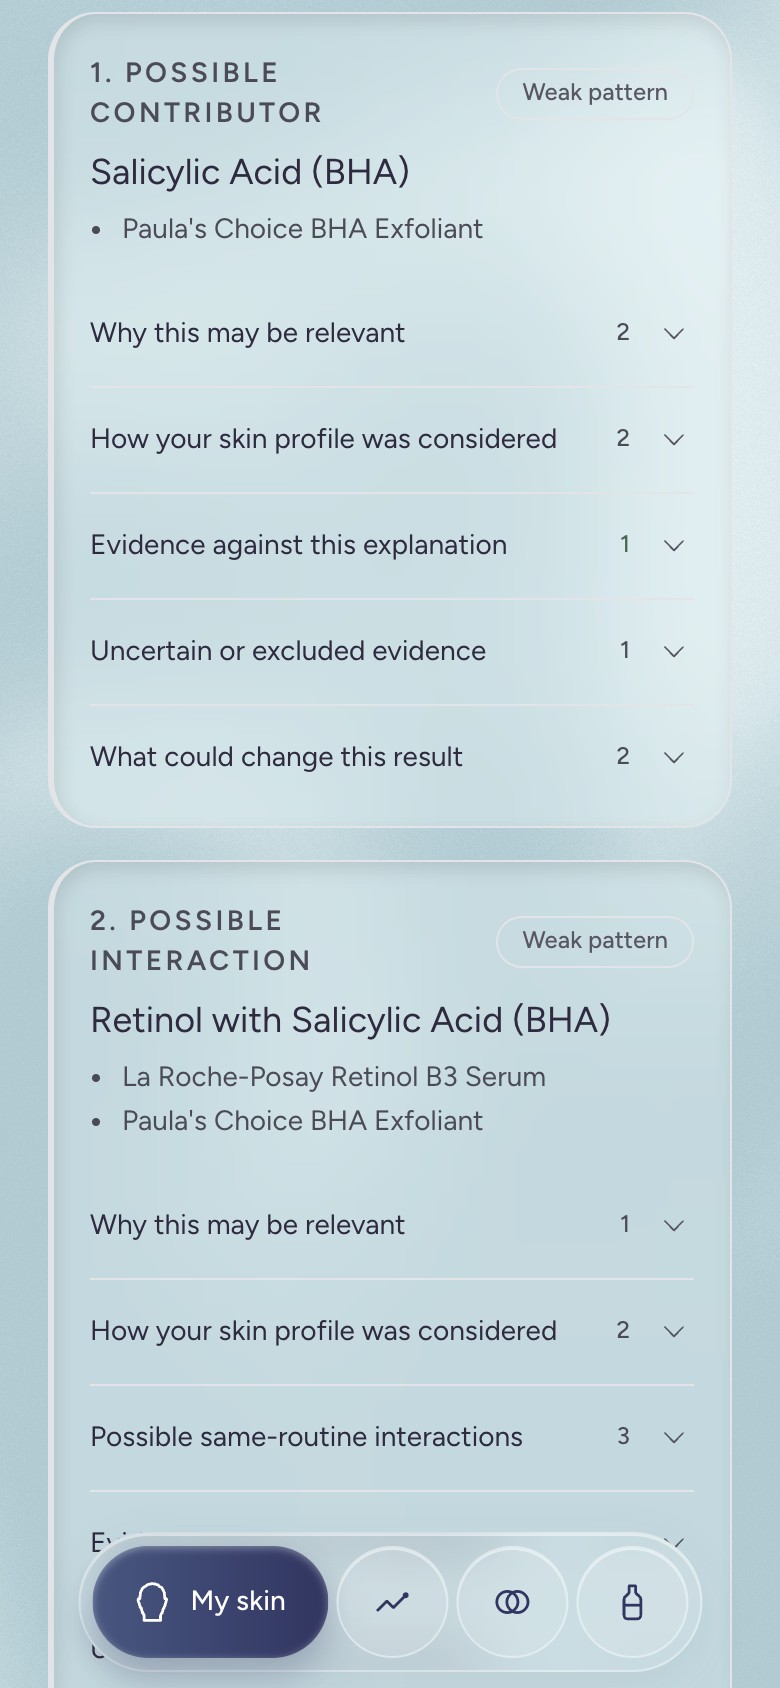 1. POSSIBLE
CONTRIBUTOR
Weak pattern
Salicylic Acid (BHA)
• Paula's Choice BHA Exfoliant
Why this may be relevant 2
How your skin profile was considered 2
Evidence against this explanation 1
Uncertain or excluded evidence 1
What could change this result 2
2. POSSIBLE
INTERACTION
Weak pattern
Retinol with Salicylic Acid (BHA)
• La Roche-Posay Retinol B3 Serum
• Paula's Choice BHA Exfoliant
Why this may be relevant 1
How your skin profile was considered 2
Possible same-routine interactions 3
My skin